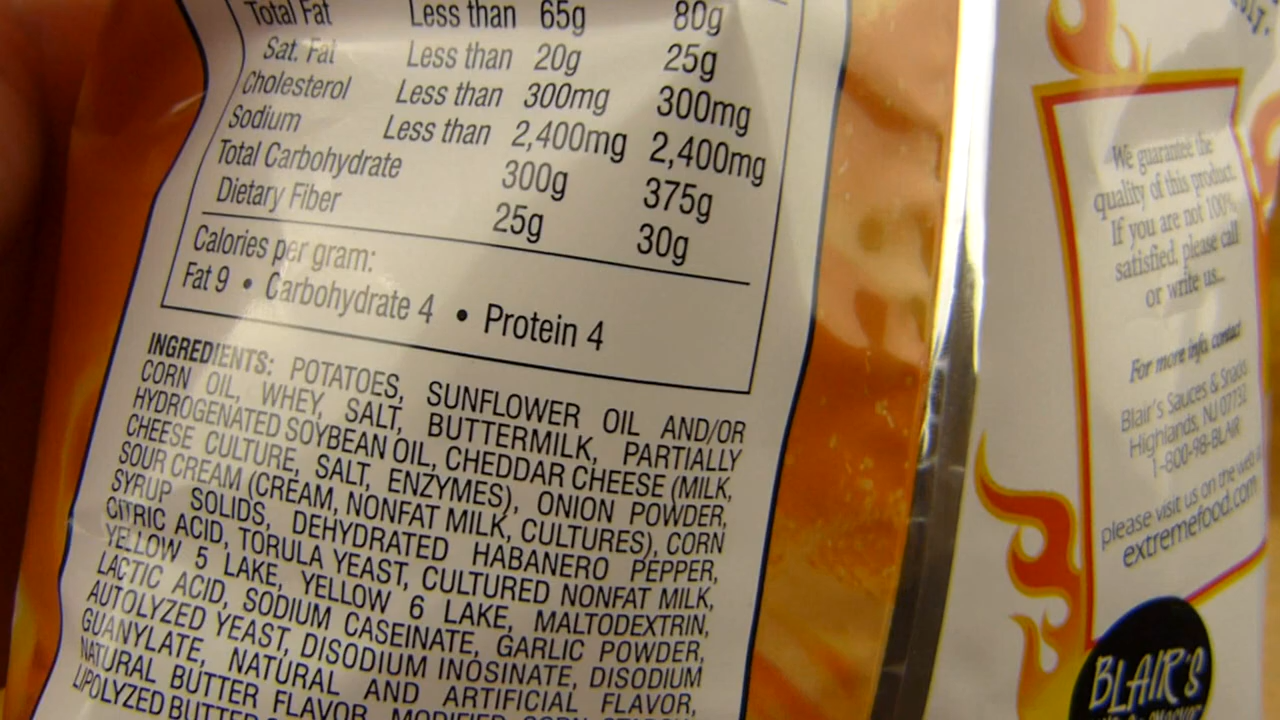 Total Fat Less than 65g 80g
Sat. Fat Less than 20g 25g
Cholesterol Less than 300mg 300mg
Sodium Less than 2,400mg 2,400mg
Total Carbohydrate 300g 375g
Dietary Fiber 25g 30g
Calories per gram:
Fat 9 • Carbohydrate 4 • Protein 4
INGREDIENTS: POTATOES, SUNFLOWER OIL AND/OR
CORN OIL, WHEY, SALT, BUTTERMILK, PARTIALLY
HYDROGENATED SOYBEAN OIL, CHEDDAR CHEESE (MILK,
CHEESE CULTURE, SALT, ENZYMES), ONION POWDER,
SOUR CREAM (CREAM, NONFAT MILK, CULTURES), CORN
SYRUP SOLIDS, DEHYDRATED HABANERO PEPPER,
CITRIC ACID, TORULA YEAST, CULTURED NONFAT MILK,
YELLOW 5 LAKE, YELLOW 6 LAKE, MALTODEXTRIN,
LACTIC ACID, SODIUM CASEINATE, GARLIC POWDER,
AUTOLYZED YEAST, DISODIUM INOSINATE, DISODIUM
GUANYLATE, NATURAL AND ARTIFICIAL FLAVOR,
NATURAL BUTTER FLAVOR, MODIFIED CORN
LIPOLYZED BUTTER
We guarantee the
quality of this product.
If you are not 100%
satisfied, please call
or write us...
For more info contact
Blair's Sauces & Snacks
Highlands, NJ 07732
1-800-98-BLAIR
please visit us on the web
extremefood.com
BLAIR'S